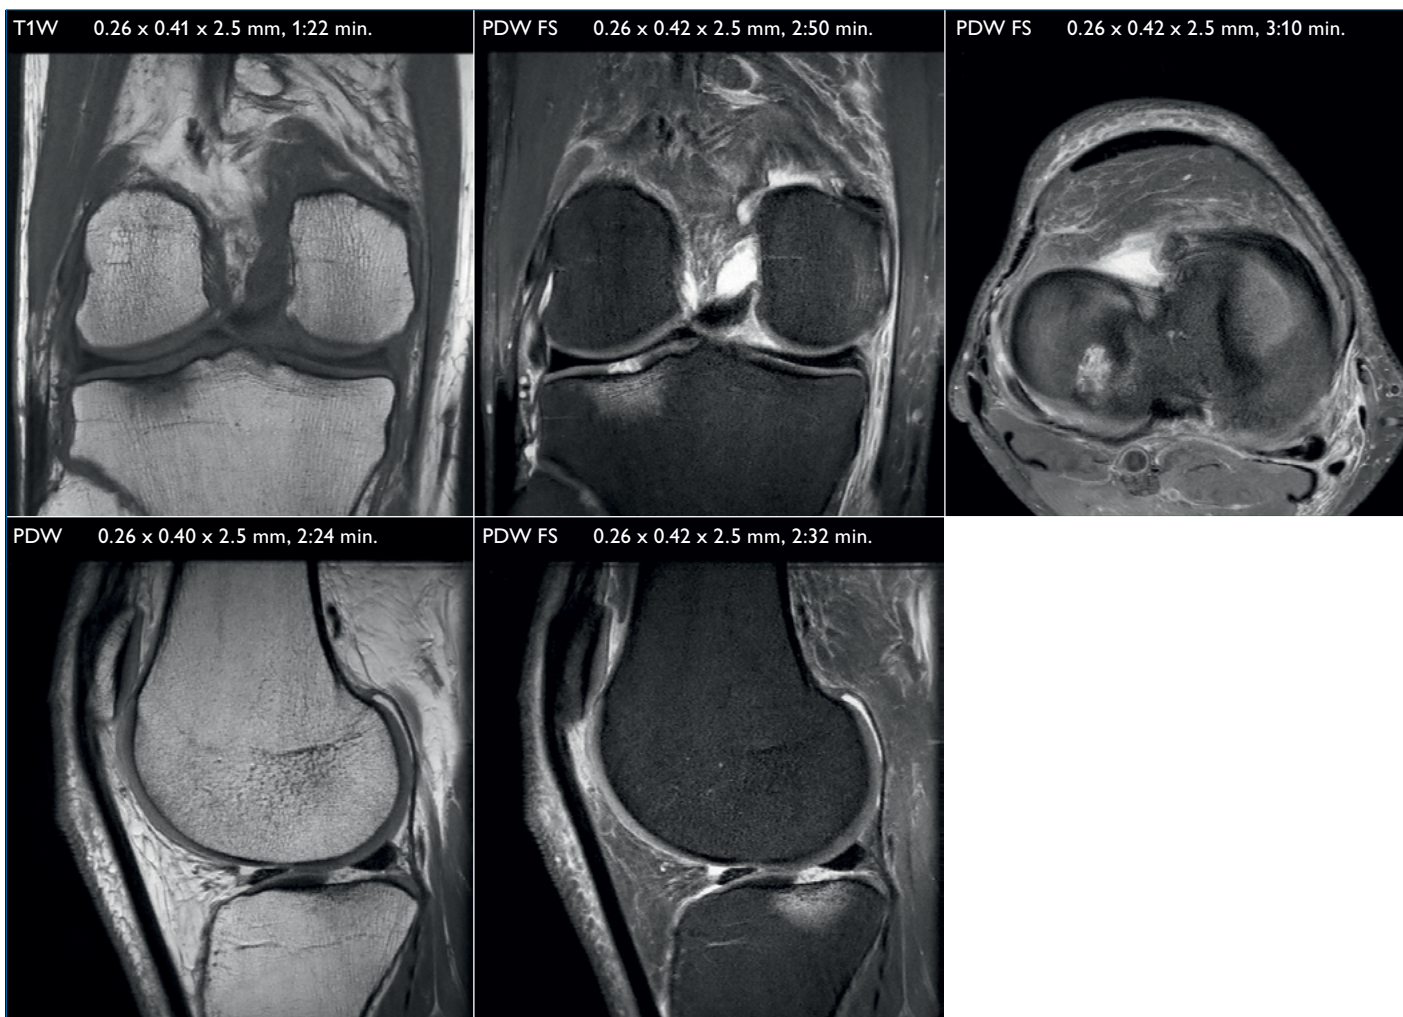 T1W 0.26 x 0.41 x 2.5 mm, 1:22 min.
PDW FS 0.26 x 0.42 x 2.5 mm, 2:50 min.
PDW FS 0.26 x 0.42 x 2.5 mm, 3:10 min.
PDW 0.26 x 0.40 x 2.5 mm, 2:24 min.
PDW FS 0.26 x 0.42 x 2.5 mm, 2:32 min.